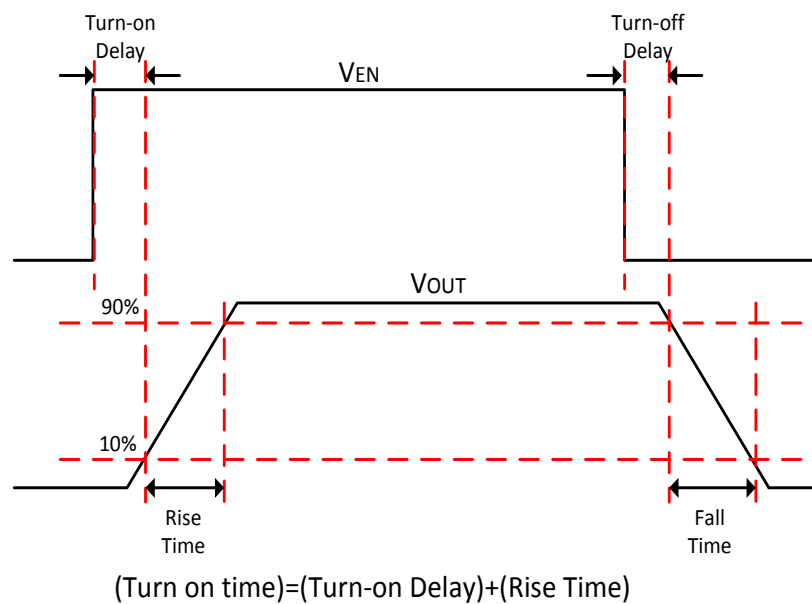 Turn-on
Delay
Turn-off
Delay
VEN
VOUT
90%
10%
Rise
Time
Fall
Time
(Turn on time)=(Turn-on Delay)+(Rise Time)